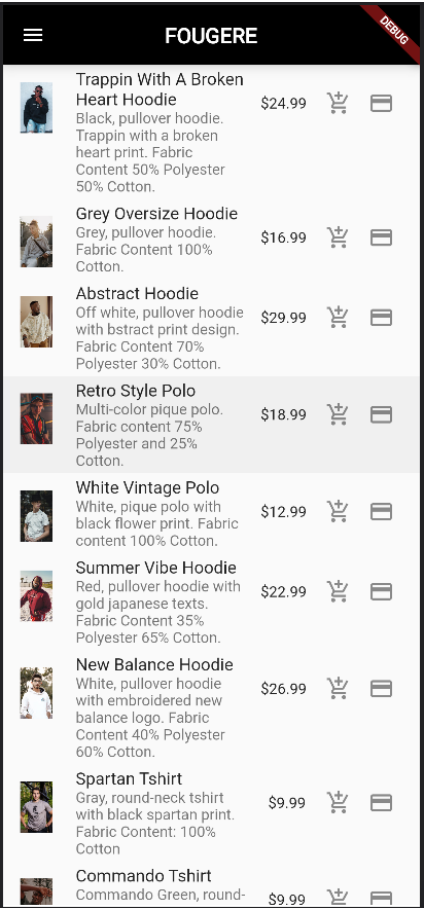 FOUGERE
DEBUG
Trappin With A Broken
Heart Hoodie
Black, pullover hoodie.
Trappin with a broken
heart print. Fabric
Content 50% Polyester
50% Cotton.
$24.99
Grey Oversize Hoodie
Grey, pullover hoodie.
Fabric Content 100%
Cotton.
$16.99
Abstract Hoodie
Off white, pullover hoodie
with bstract print design.
Fabric Content 70%
Polyester 30% Cotton.
$29.99
Retro Style Polo
Multi-color pique polo.
Fabric content 75%
Polyester and 25%
Cotton.
$18.99
White Vintage Polo
White, pique polo with
black flower print. Fabric
content 100% Cotton.
$12.99
Summer Vibe Hoodie
Red, pullover hoodie with
gold japanese texts.
Fabric Content 35%
Polyester 65% Cotton.
$22.99
New Balance Hoodie
White, pullover hoodie
with embroidered new
balance logo. Fabric
Content 40% Polyester
60% Cotton.
$26.99
Spartan Tshirt
Gray, round-neck tshirt
with black spartan print.
Fabric Content: 100%
Cotton
$9.99
Commando Tshirt
Commando Green, round-
$9.99